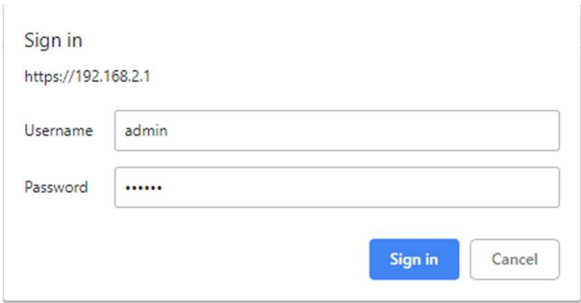 Sign in
https://192.168.2.1
Username admin
Password ••••••
Sign in Cancel